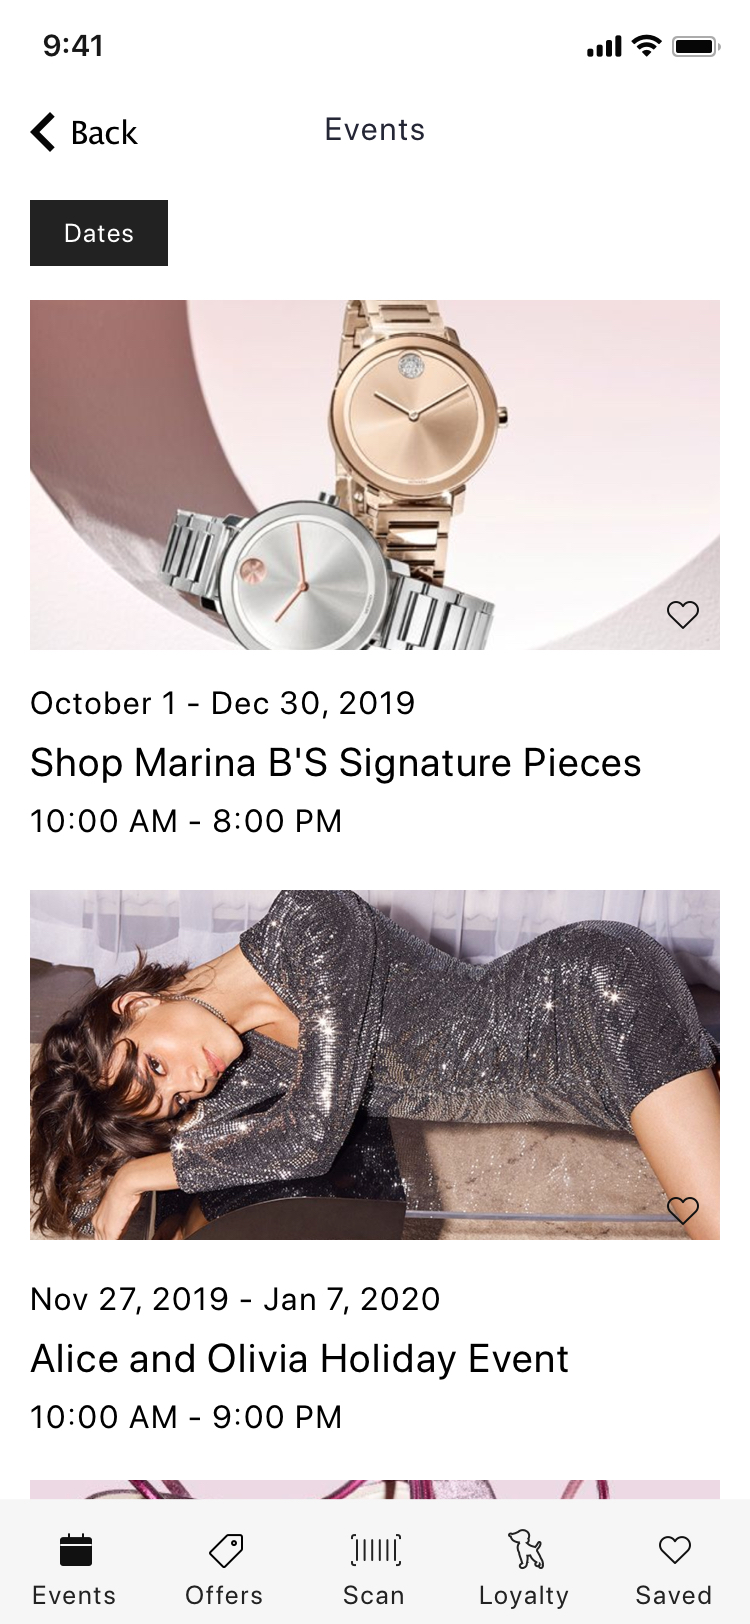 9:41
Back
Events
Dates
October 1 - Dec 30, 2019
Shop Marina B'S Signature Pieces
10:00 AM - 8:00 PM
Nov 27, 2019 - Jan 7, 2020
Alice and Olivia Holiday Event
10:00 AM - 9:00 PM
Events
Offers
Scan
Loyalty
Saved